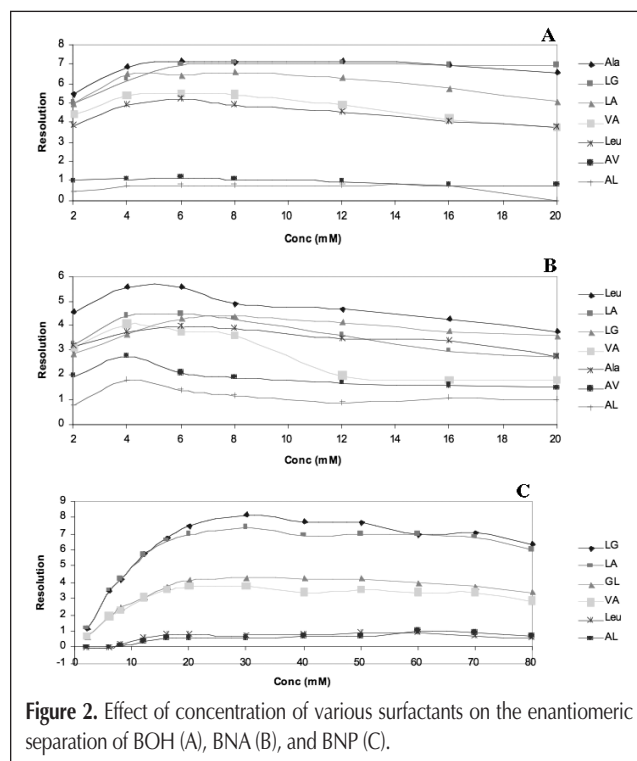 A
Resolution
8
7
6
5
4
3
2
1
0
2 4 6 8 10 12 14 16 18 20
Conc (mM)
Ala
LG
LA
VA
Leu
AV
AL
B
Resolution
6
5
4
3
2
1
0
2 4 6 8 10 12 14 16 18 20
Conc (mM)
Leu
LA
LG
VA
Ala
AV
AL
C
Resolution
9
8
7
6
5
4
3
2
1
0
-1
0 10 20 30 40 50 60 70 80
Conc (mM)
LG
LA
GL
VA
Leu
AL
Figure 2. Effect of concentration of various surfactants on the enantiomeric
separation of BOH (A), BNA (B), and BNP (C).